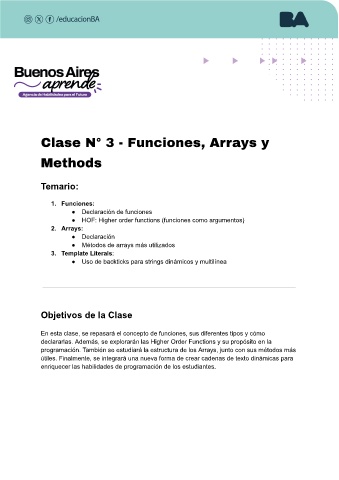 /educacionBA
BA
Buenos Aires
aprende
Agencia de Habilidades para el Futuro
Clase N° 3 - Funciones, Arrays y
Methods
Temario:
1. Funciones:
● Declaración de funciones
● HOF: Higher order functions (funciones como argumentos)
2. Arrays:
● Declaración
● Métodos de arrays más utilizados
3. Template Literals:
● Uso de backticks para strings dinámicos y multilínea
Objetivos de la Clase
En esta clase, se repasará el concepto de funciones, sus diferentes tipos y cómo
declararlas. Además, se explorarán las Higher Order Functions y su propósito en la
programación. También se estudiará la estructura de los Arrays, junto con sus métodos más
útiles. Finalmente, se integrará una nueva forma de crear cadenas de texto dinámicas para
enriquecer las habilidades de programación de los estudiantes.